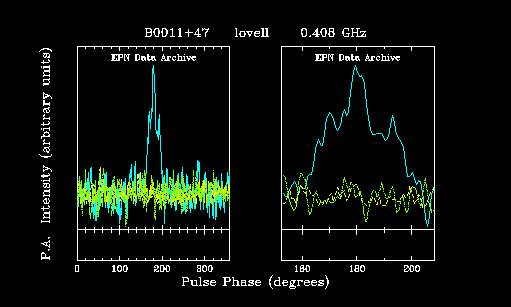 B0011+47 lovell 0.408 GHz
EPN Data Archive EPN Data Archive
P.A. Intensity (arbitrary units)
0 100 200 300 160 180 200
Pulse Phase (degrees)